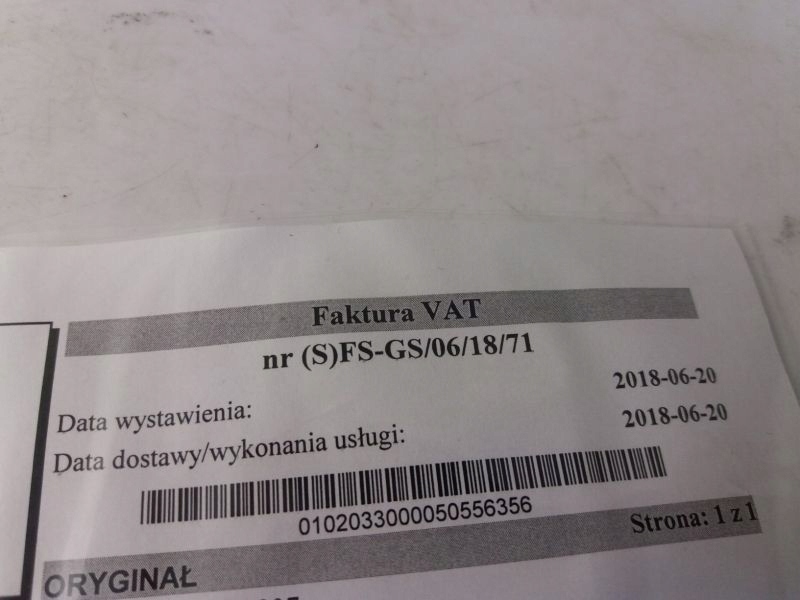 Faktura VAT
nr (S)FS-GS/06/18/71
Data wystawienia: 2018-06-20
Data dostawy/wykonania usługi: 2018-06-20
0102033000050556356
Strona: 1 z 1
ORYGINAŁ